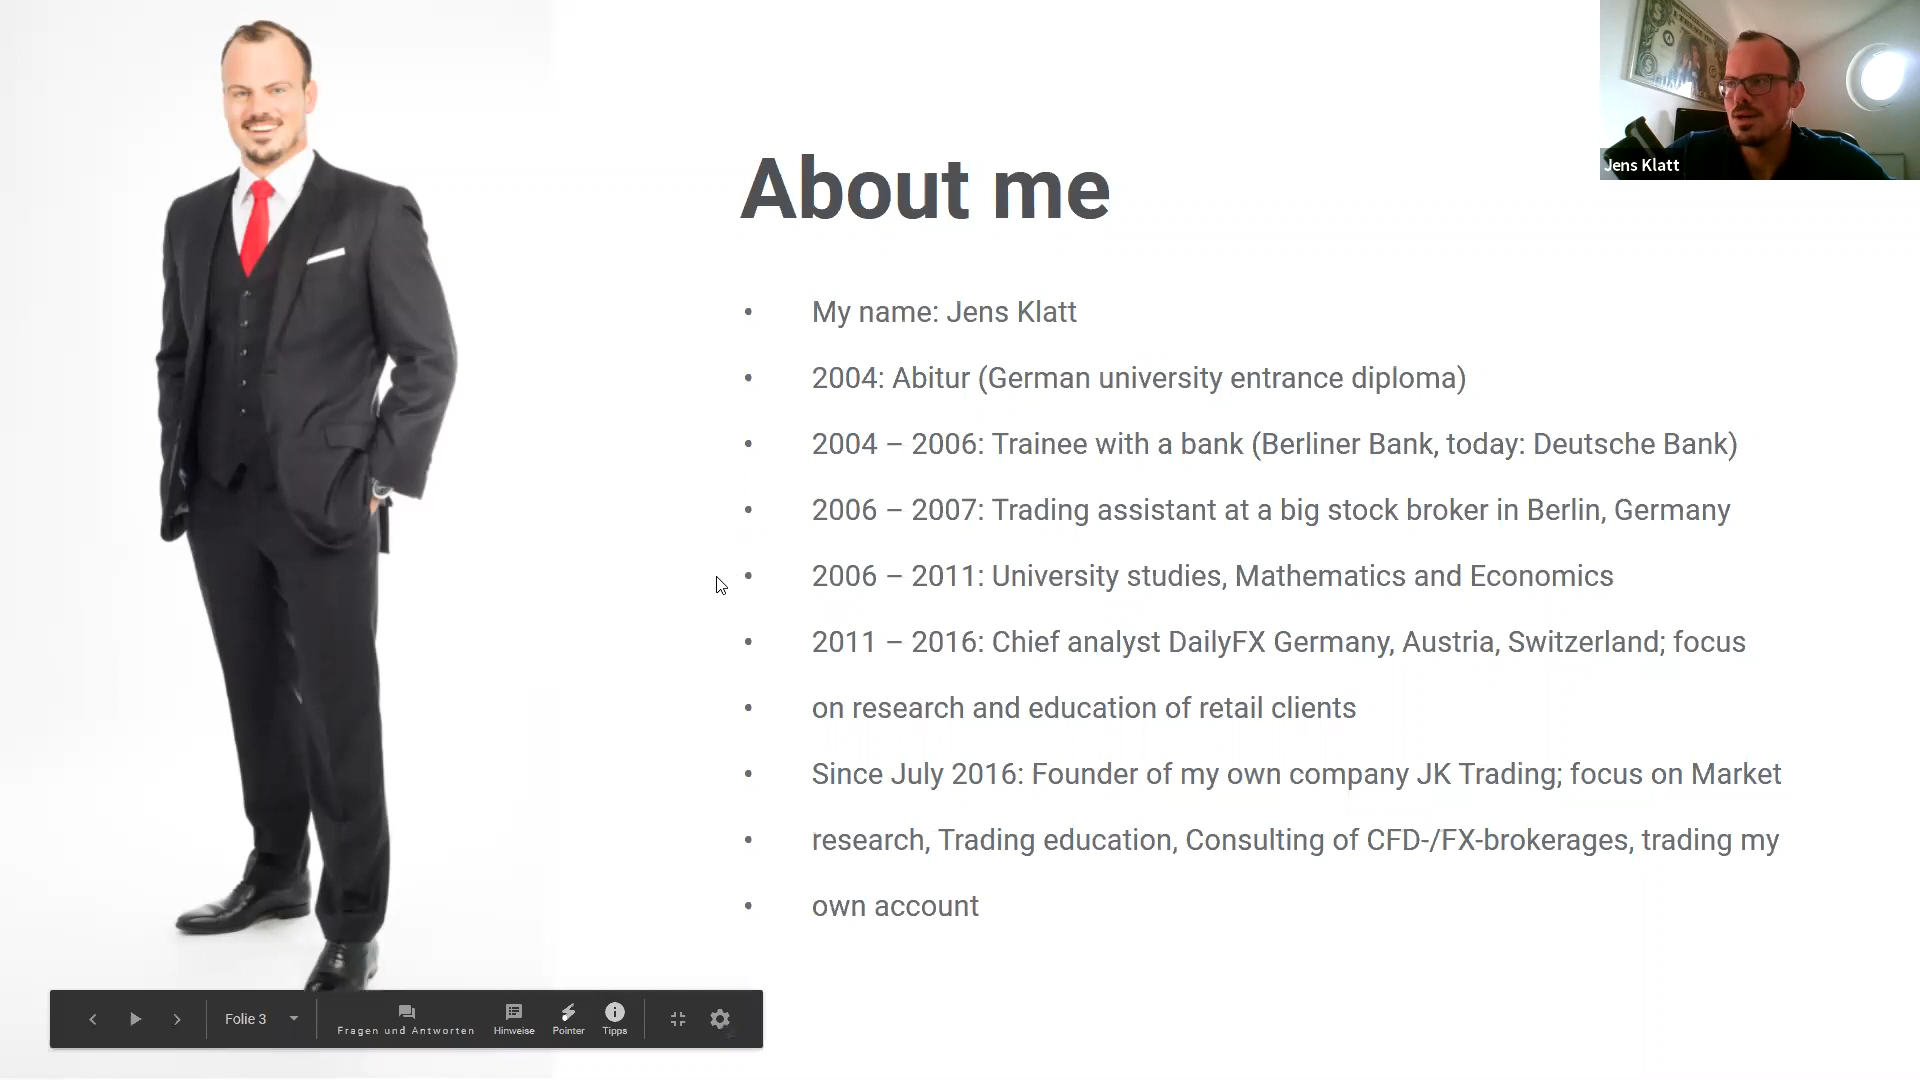 About me
Jens Klatt
• My name: Jens Klatt
• 2004: Abitur (German university entrance diploma)
• 2004 – 2006: Trainee with a bank (Berliner Bank, today: Deutsche Bank)
• 2006 – 2007: Trading assistant at a big stock broker in Berlin, Germany
• 2006 – 2011: University studies, Mathematics and Economics
• 2011 – 2016: Chief analyst DailyFX Germany, Austria, Switzerland; focus
• on research and education of retail clients
• Since July 2016: Founder of my own company JK Trading; focus on Market
• research, Trading education, Consulting of CFD-/FX-brokerages, trading my
• own account
Folie 3
Fragen und Antworten
Hinweise
Pointer
Tipps